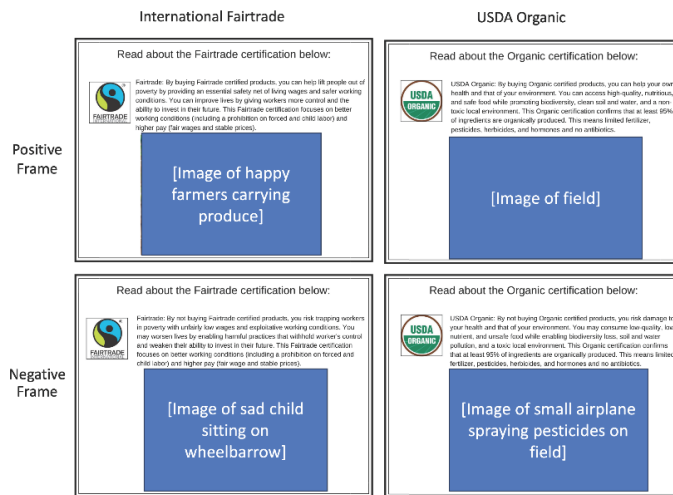 International Fairtrade
USDA Organic
Positive
Frame
Read about the Fairtrade certification below:
FAIRTRADE
Fairtrade: By buying Fairtrade certified products, you can help lift people out of
poverty by providing an essential safety net of living wages and safer working
conditions. You can improve lives by giving workers more control and the
ability to invest in their future. This Fairtrade certification focuses on better
working conditions (including a prohibition on forced and child labor) and
higher pay (fair wages and stable prices).
[Image of happy
farmers carrying
produce]
Read about the Organic certification below:
USDA
ORGANIC
USDA Organic: By buying Organic certified products, you can help your own
health and that of your environment. You can access high-quality, nutritious,
and safe food while promoting biodiversity, clean soil and water, and a non-
toxic local environment. This Organic Certification confirms that at least 95%
of ingredients are organically produced. This means limited fertilizer,
pesticides, herbicides, and hormones and no antibiotics.
[Image of field]
Negative
Frame
Read about the Fairtrade certification below:
FAIRTRADE
Fairtrade: By not buying Fairtrade certified products, you risk trapping workers
in poverty with unfairly low wages and exploitative working conditions. You
may worsen lives by enabling harmful practices that withhold worker's control
and weaken their ability to invest in their future. This Fairtrade certification
focuses on better working conditions (including a prohibition on forced and
child labor) and higher pay (fair wage and stable prices).
[Image of sad child
sitting on
wheelbarrow]
Read about the Organic certification below:
USDA
ORGANIC
USDA Organic: By not buying Organic certified products, you risk damage to
your health and that of your environment. You may consume low-quality, low
nutrient, and unsafe food while enabling biodiversity loss, soil and water
pollution, and a toxic local environment. This Organic Certification confirms
that at least 95% of ingredients are organically produced. This means limited
fertilizer, pesticides, herbicides, and hormones and no antibiotics.
[Image of small airplane
spraying pesticides on
field]